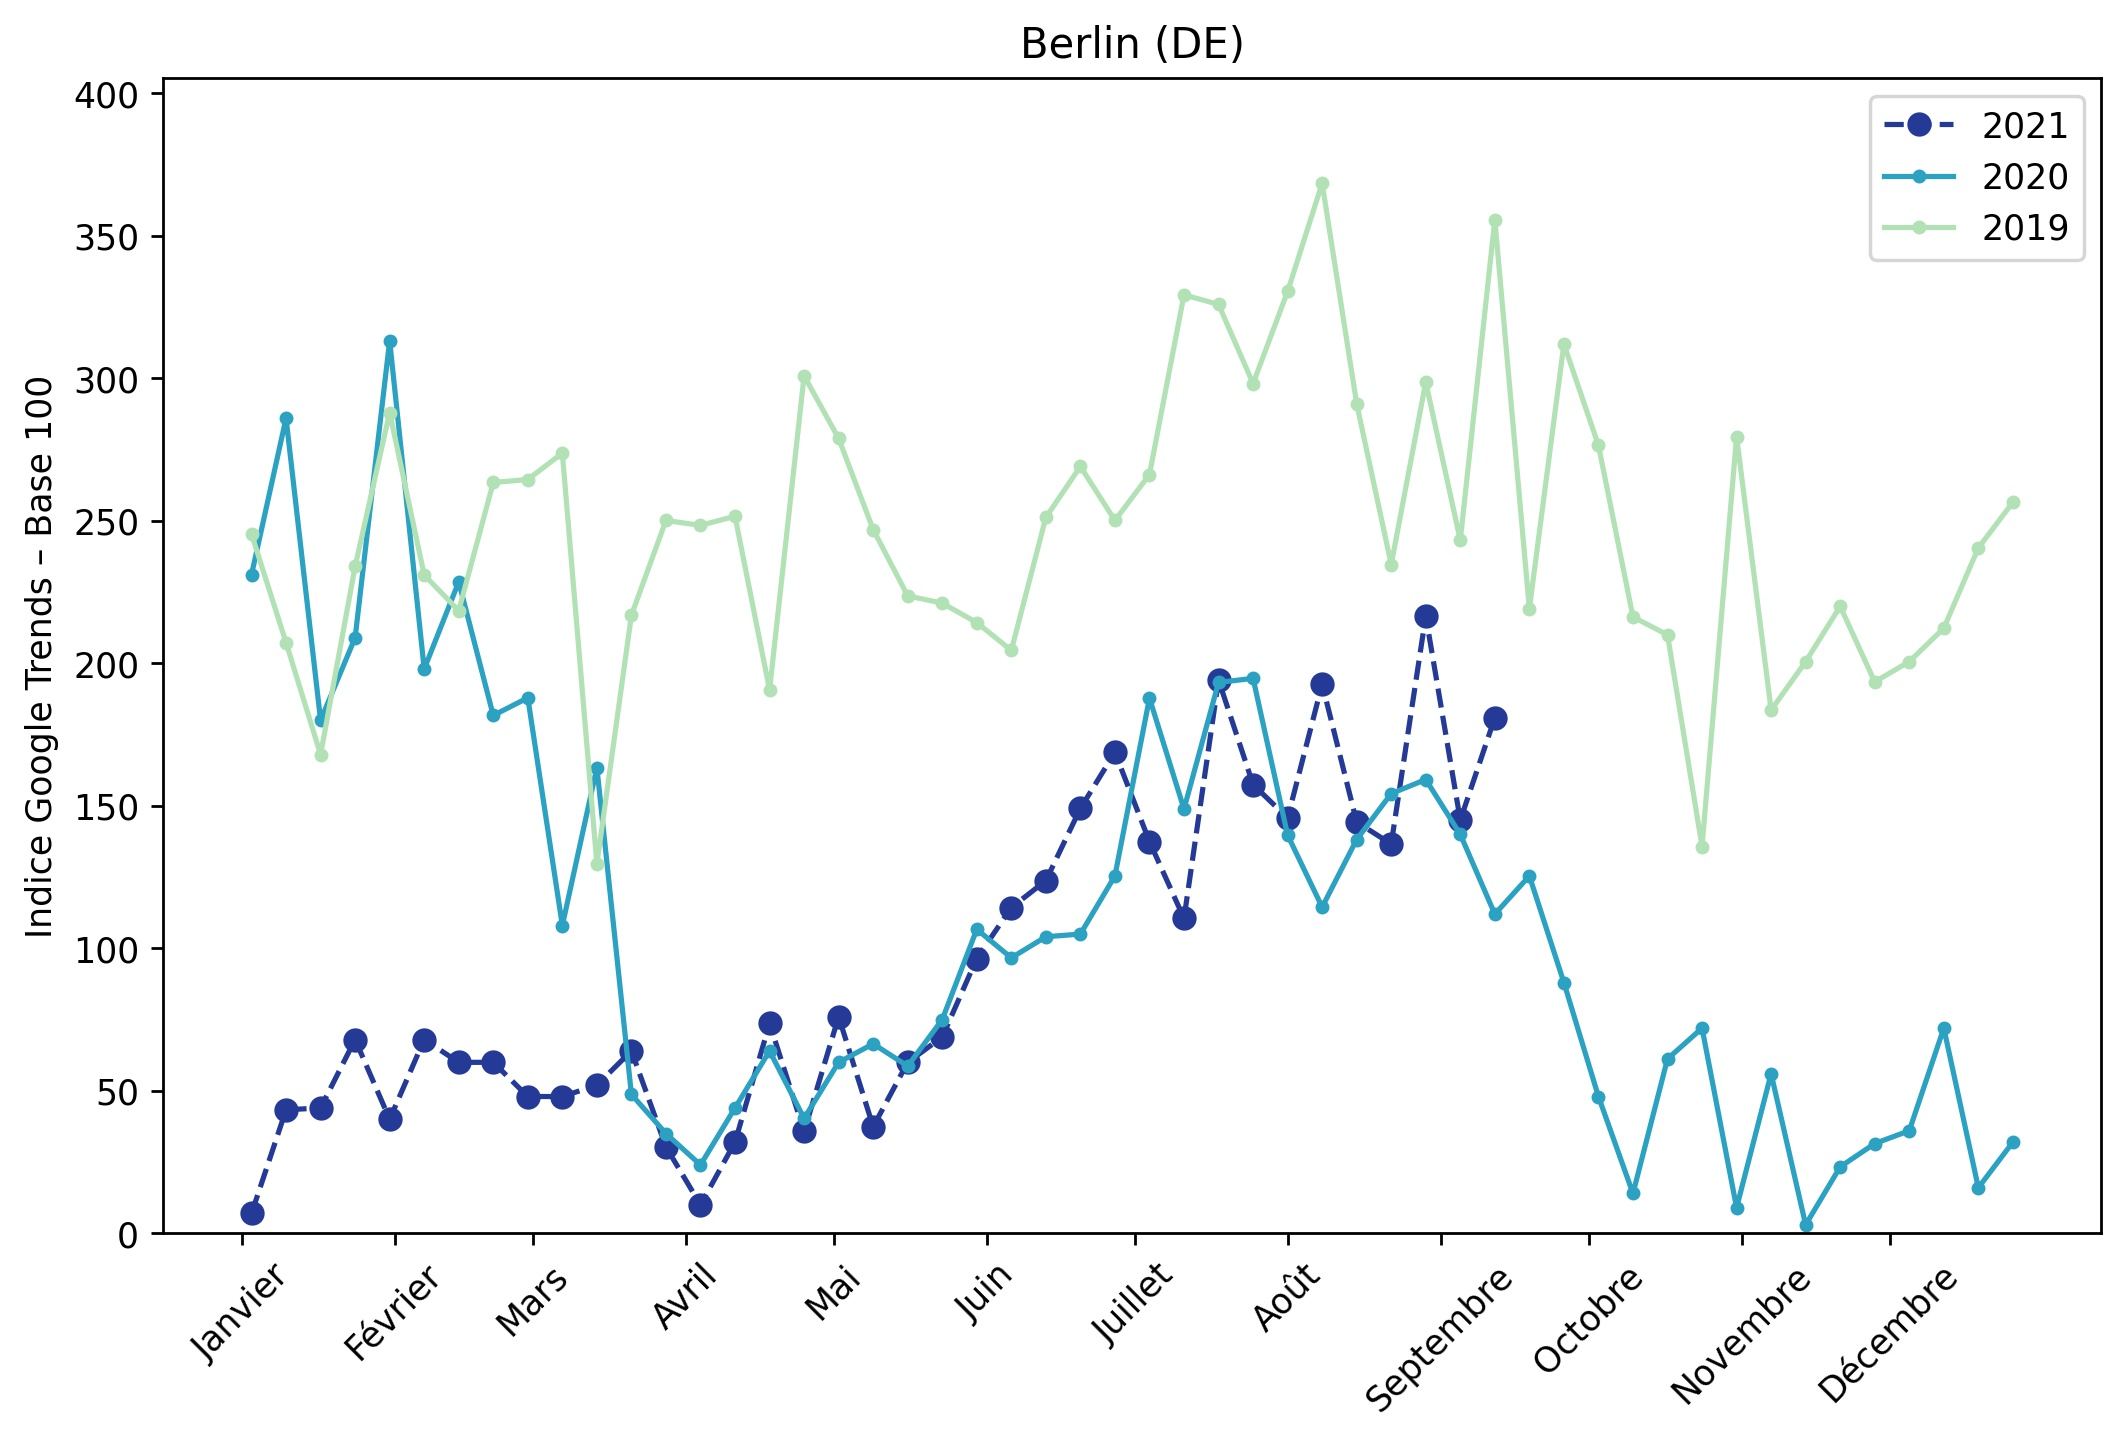 Berlin (DE)
Indice Google Trends – Base 100
400
350
300
250
200
150
100
50
0
2021
2020
2019
Janvier
Février
Mars
Avril
Mai
Juin
Juillet
Août
Septembre
Octobre
Novembre
Décembre